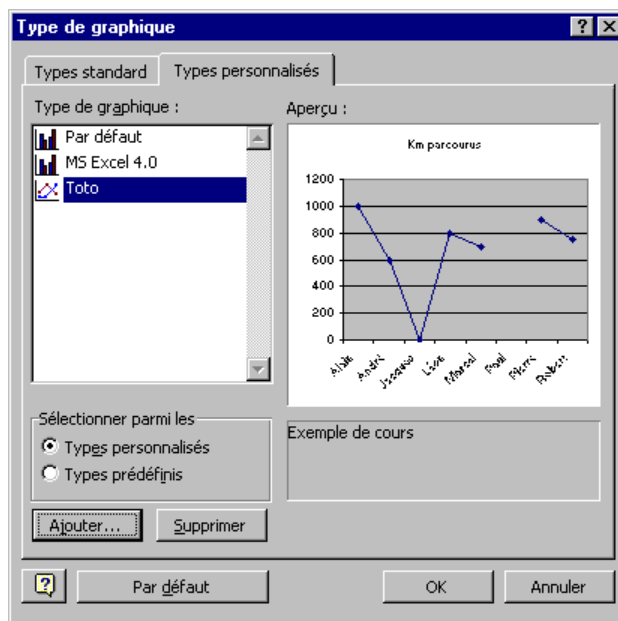 Type de graphique
Types standard
Types personnalisés
Type de graphique :
Par défaut
MS Excel 4.0
Toto
Aperçu :
Km parcourus
1200
1000
800
600
400
200
0
Alain
André
Jacques
Marcel
Paul
Pierre
Robert
Sélectionner parmi les
Types personnalisés
Types prédéfinis
Exemple de cours
Ajouter...
Supprimer
Par défaut
OK
Annuler